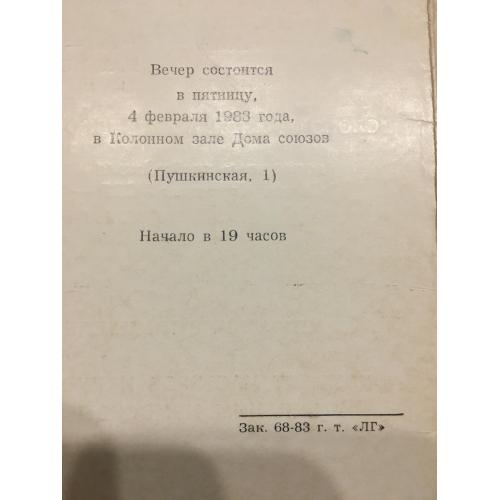 Вечер состоится
в пятницу,
4 февраля 1983 года,
в Колонном зале Дома союзов
(Пушкинская, 1)
Начало в 19 часов
Зак. 68-83 г. т. «ЛГ»